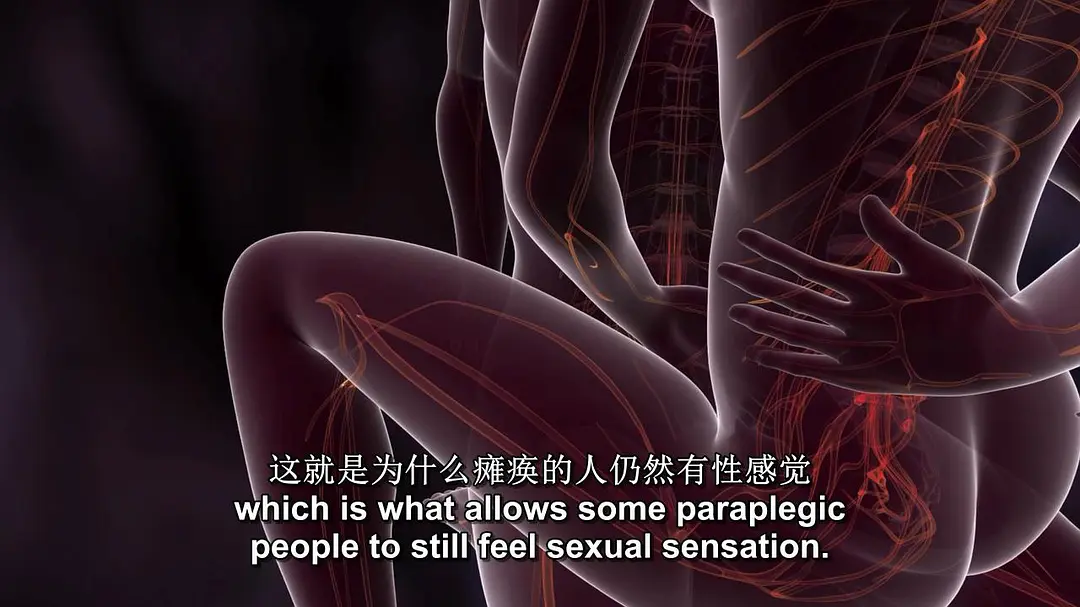 这就是为什么瘫痪的人仍然有性感觉
which is what allows some paraplegic
people to still feel sexual sensation.